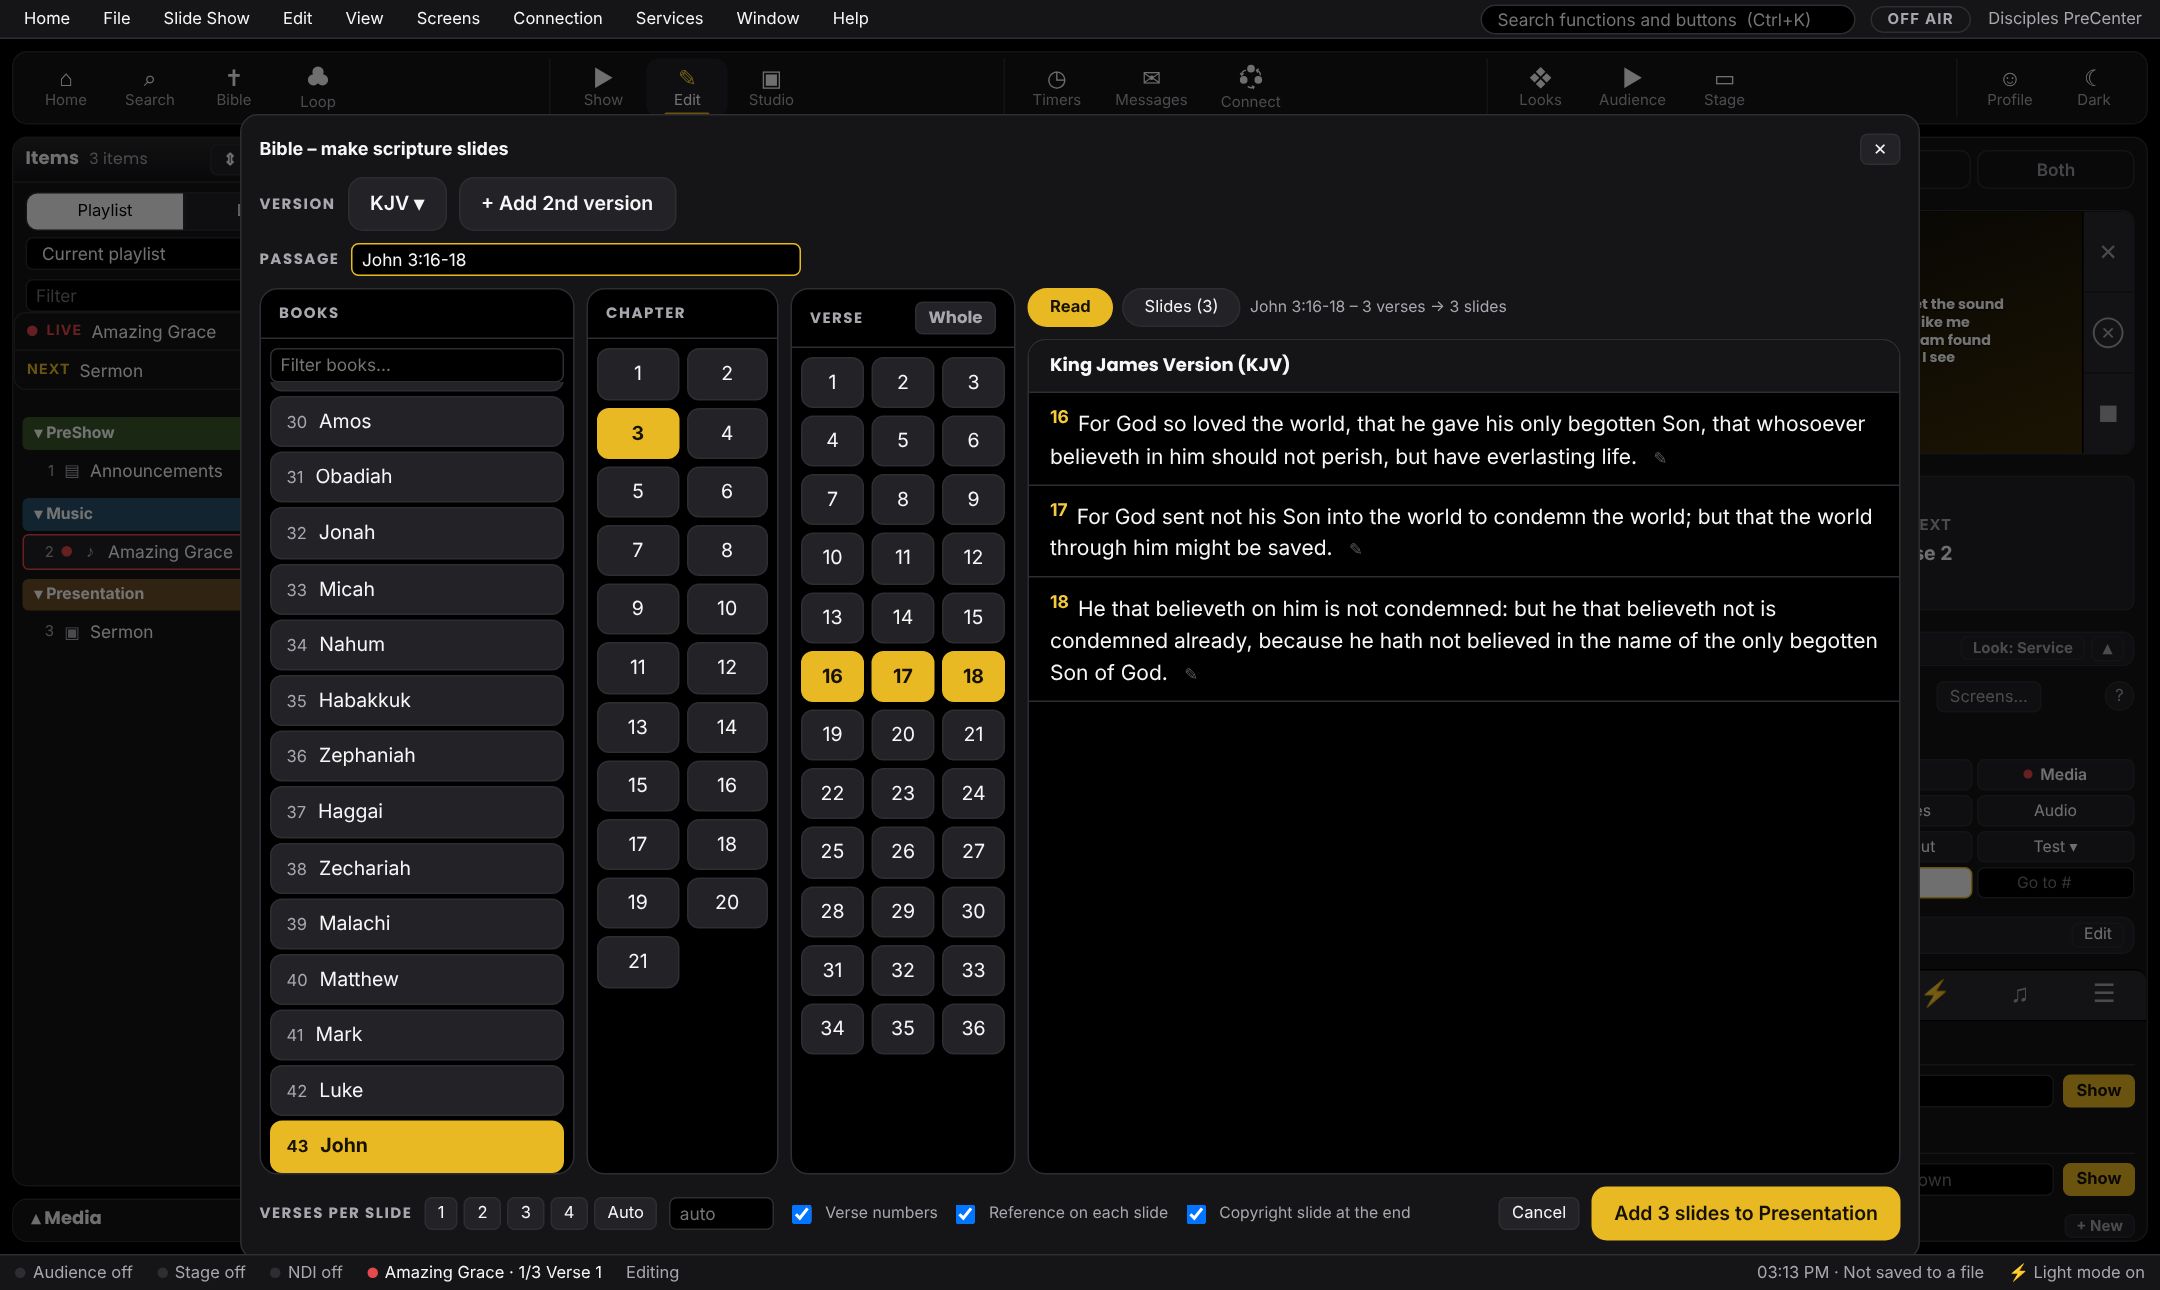 Home File Slide Show Edit View Screens Connection Services Window Help Search functions and buttons (Ctrl+K) OFF AIR Disciples PreCenter
Home Search Bible Loop Show Edit Studio Timers Messages Connect Looks Audience Stage Profile Dark
Items 3 items
Playlist
Current playlist
Filter
LIVE Amazing Grace
NEXT Sermon
▾ PreShow
1 Announcements
▾ Music
2 Amazing Grace
▾ Presentation
3 Sermon
▴ Media
Bible – make scripture slides
VERSION KJV ▾ + Add 2nd version
PASSAGE John 3:16-18
BOOKS
Filter books...
30 Amos
31 Obadiah
32 Jonah
33 Micah
34 Nahum
35 Habakkuk
36 Zephaniah
37 Haggai
38 Zechariah
39 Malachi
40 Matthew
41 Mark
42 Luke
43 John
CHAPTER
1 2
3 4
5 6
7 8
9 10
11 12
13 14
15 16
17 18
19 20
21
VERSE Whole
1 2 3
4 5 6
7 8 9
10 11 12
13 14 15
16 17 18
19 20 21
22 23 24
25 26 27
28 29 30
31 32 33
34 35 36
Read Slides (3) John 3:16-18 – 3 verses → 3 slides
King James Version (KJV)
16 For God so loved the world, that he gave his only begotten Son, that whosoever
believeth in him should not perish, but have everlasting life.
17 For God sent not his Son into the world to condemn the world; but that the world
through him might be saved.
18 He that believeth on him is not condemned: but he that believeth not is
condemned already, because he hath not believed in the name of the only begotten
Son of God.
VERSES PER SLIDE 1 2 3 4 Auto auto Verse numbers Reference on each slide Copyright slide at the end Cancel Add 3 slides to Presentation
Both
the sound
like me
am found
I see
2
Look: Service
Screens... ?
Media
Audio
Test ▾
Go to #
Edit
Show
Show
+ New
Audience off Stage off NDI off Amazing Grace · 1/3 Verse 1 Editing 03:13 PM · Not saved to a file Light mode on